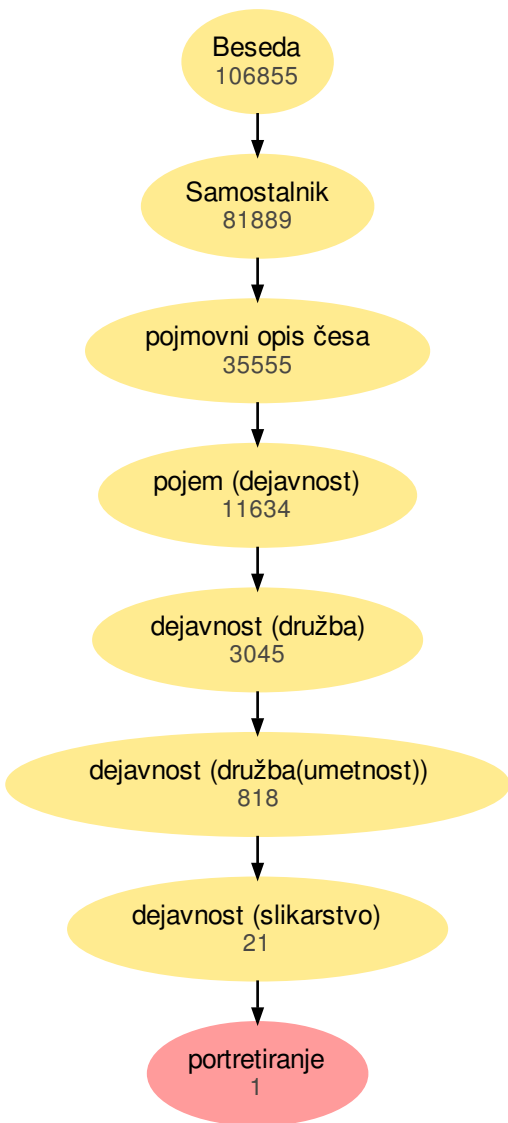 Beseda
106855
Samostalnik
81889
pojmovni opis česa
35555
pojem (dejavnost)
11634
dejavnost (družba)
3045
dejavnost (družba(umetnost))
818
dejavnost (slikarstvo)
21
portretiranje
1